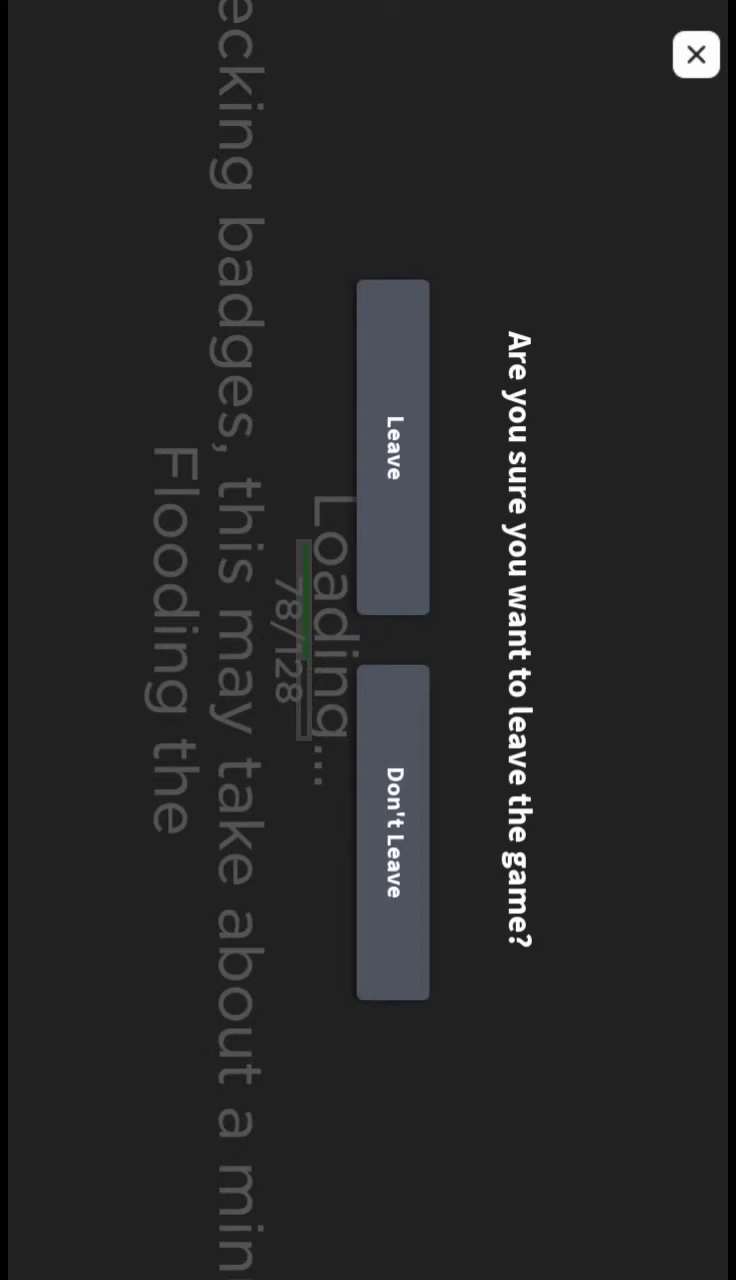 Are you sure you want to leave the game?
Leave
Don't Leave
Loading...
78/128
ecking badges, this may take about a min
Flooding the